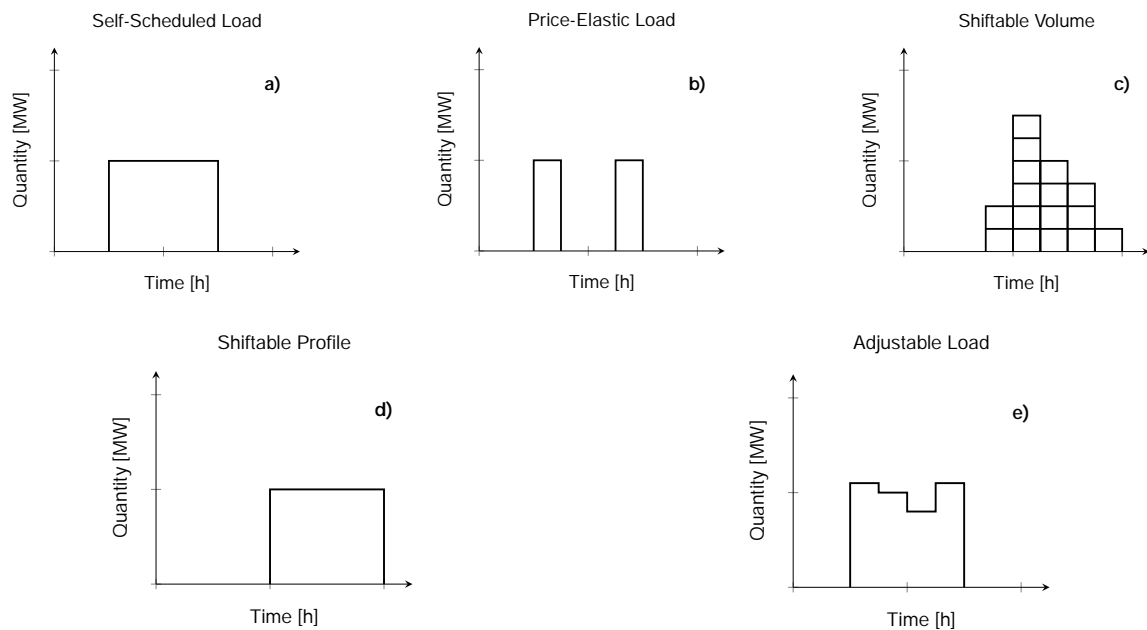 Self-Scheduled Load
a)
Quantity [MW]
Time [h]
Price-Elastic Load
b)
Quantity [MW]
Time [h]
Shiftable Volume
c)
Quantity [MW]
Time [h]
Shiftable Profile
d)
Quantity [MW]
Time [h]
Adjustable Load
e)
Quantity [MW]
Time [h]